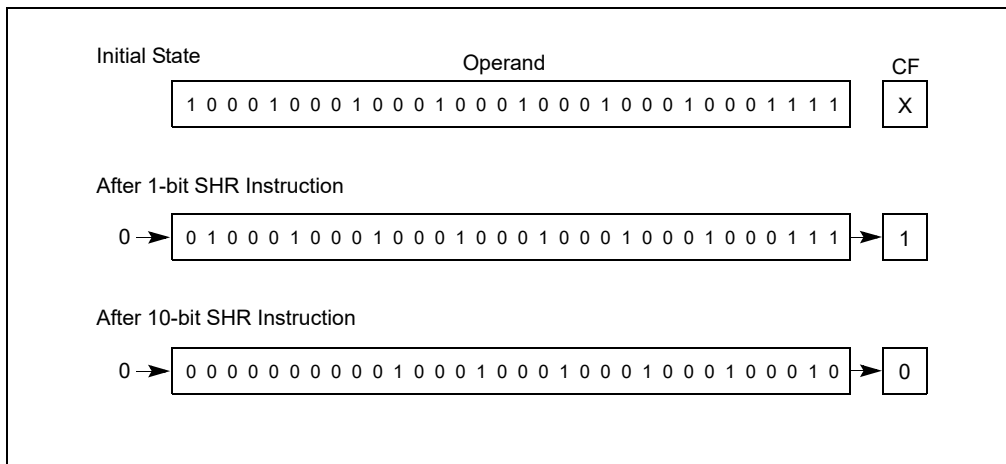 Initial State
Operand
CF
1 0 0 0 1 0 0 0 1 0 0 0 1 0 0 0 1 0 0 0 1 0 0 0 1 0 0 0 1 1 1 1 X
After 1-bit SHR Instruction
0 0 1 0 0 0 1 0 0 0 1 0 0 0 1 0 0 0 1 0 0 0 1 0 0 0 1 0 0 0 1 1 1 1
After 10-bit SHR Instruction
0 0 0 0 0 0 0 0 0 0 0 1 0 0 0 1 0 0 0 1 0 0 0 1 0 0 0 1 0 0 0 1 0 0